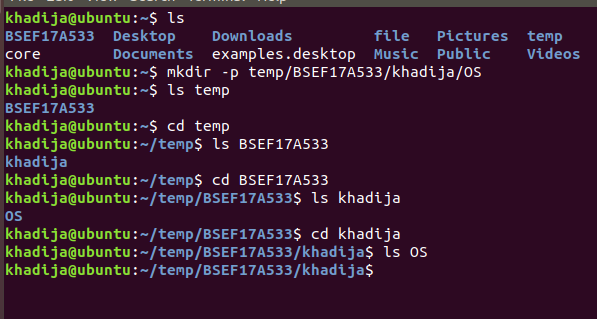 khadija@ubuntu:~$ ls
BSEF17A533 Desktop Downloads file Pictures temp
core Documents examples.desktop Music Public Videos
khadija@ubuntu:~$ mkdir -p temp/BSEF17A533/khadija/OS
khadija@ubuntu:~$ ls temp
BSEF17A533
khadija@ubuntu:~$ cd temp
khadija@ubuntu:~/temp$ ls BSEF17A533
khadija
khadija@ubuntu:~/temp$ cd BSEF17A533
khadija@ubuntu:~/temp/BSEF17A533$ ls khadija
OS
khadija@ubuntu:~/temp/BSEF17A533$ cd khadija
khadija@ubuntu:~/temp/BSEF17A533/khadija$ ls OS
khadija@ubuntu:~/temp/BSEF17A533/khadija$